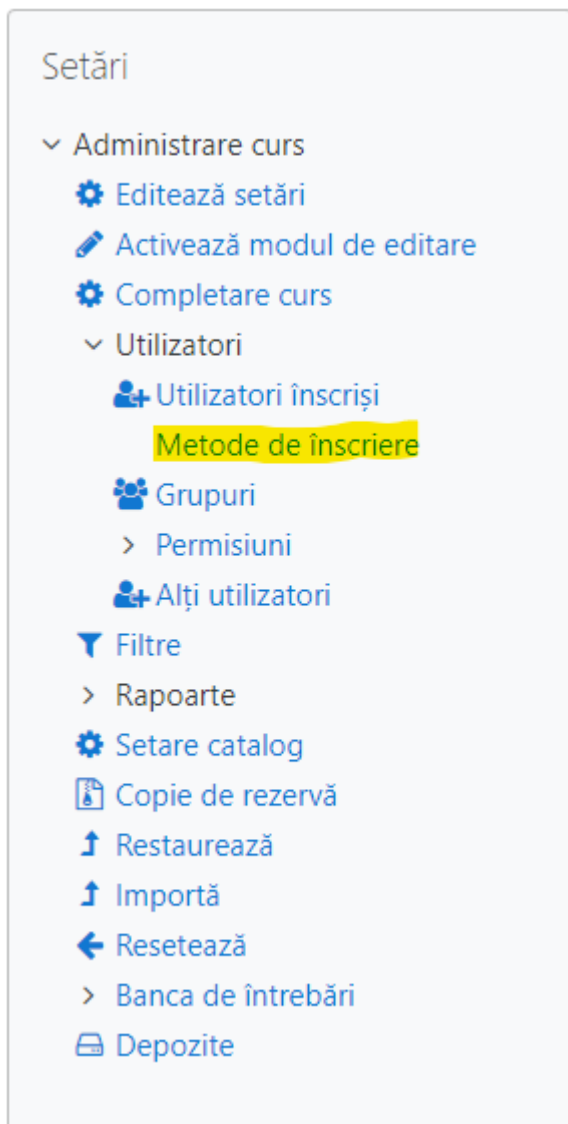 Setări
Administrare curs
Editează setări
Activează modul de editare
Completare curs
Utilizatori
Utilizatori înscriși
Metode de înscriere
Grupuri
Permisiuni
Alți utilizatori
Filtre
Rapoarte
Setare catalog
Copie de rezervă
Restaurează
Importă
Resetează
Banca de întrebări
Depozite